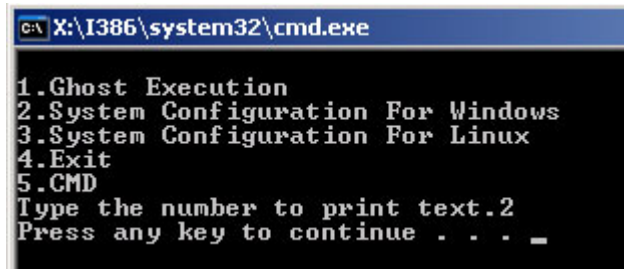 C:\ X:\I386\system32\cmd.exe
1.Ghost Execution
2.System Configuration For Windows
3.System Configuration For Linux
4.Exit
5.CMD
Type the number to print text.2
Press any key to continue . . . _